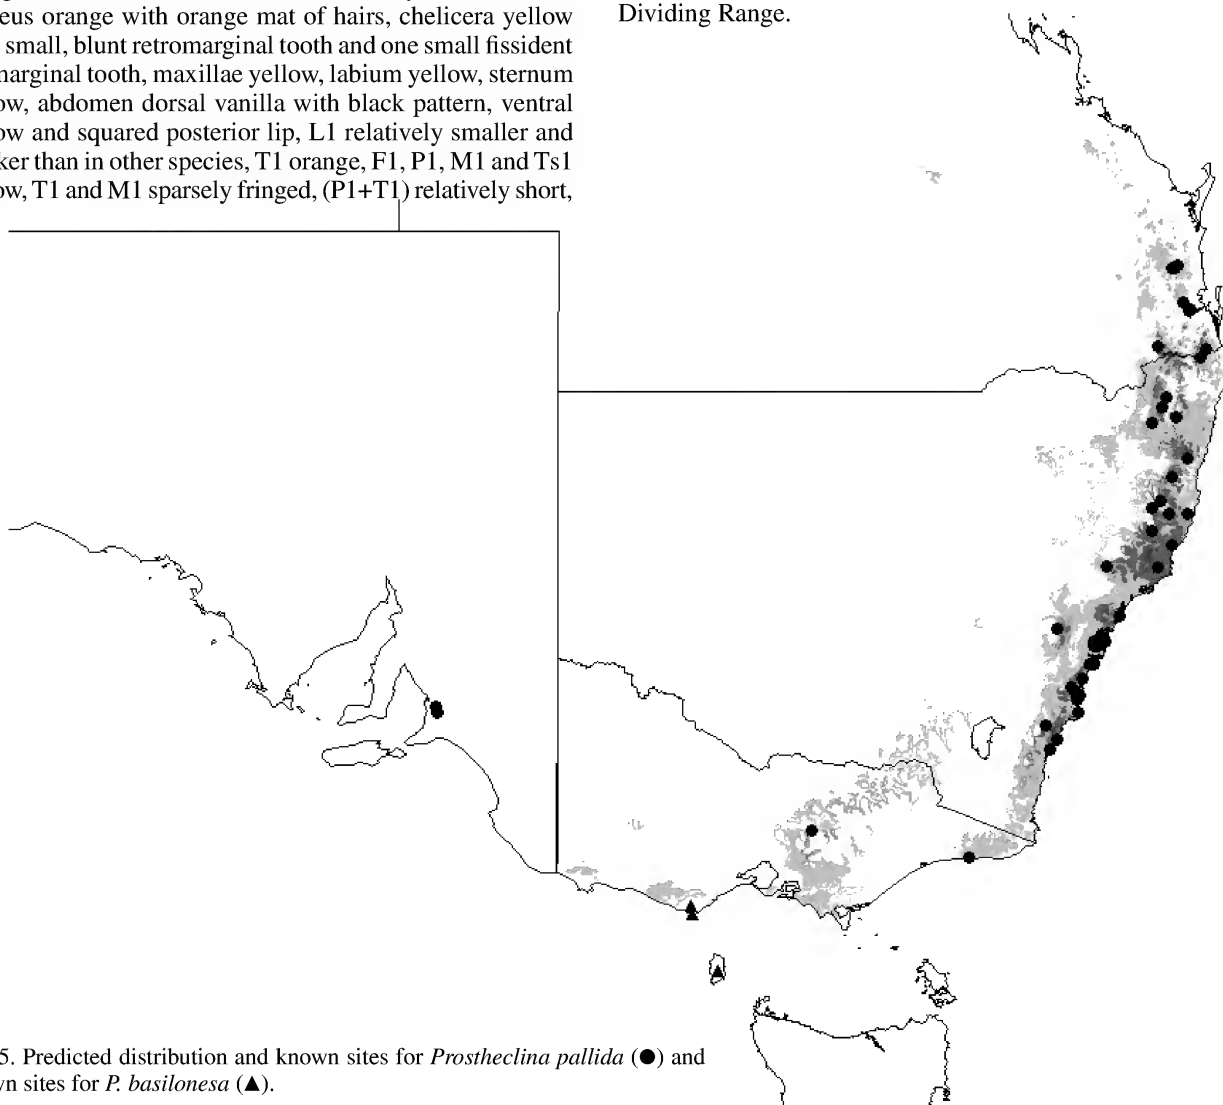 eus orange with orange mat of hairs, chelicera yellow
small, blunt retromarginal tooth and one small fissident
narginal tooth, maxillae yellow, labium yellow, sternum
ow, abdomen dorsal vanilla with black pattern, ventral
ow and squared posterior lip, L1 relatively smaller and
ker than in other species, T1 orange, F1, P1, M1 and Ts1
ow, T1 and M1 sparsely fringed, (P1+T1) relatively short,
Dividing Range.
5. Predicted distribution and known sites for Prostheclina pallida (●) and
wn sites for P. basilonesa (▲).